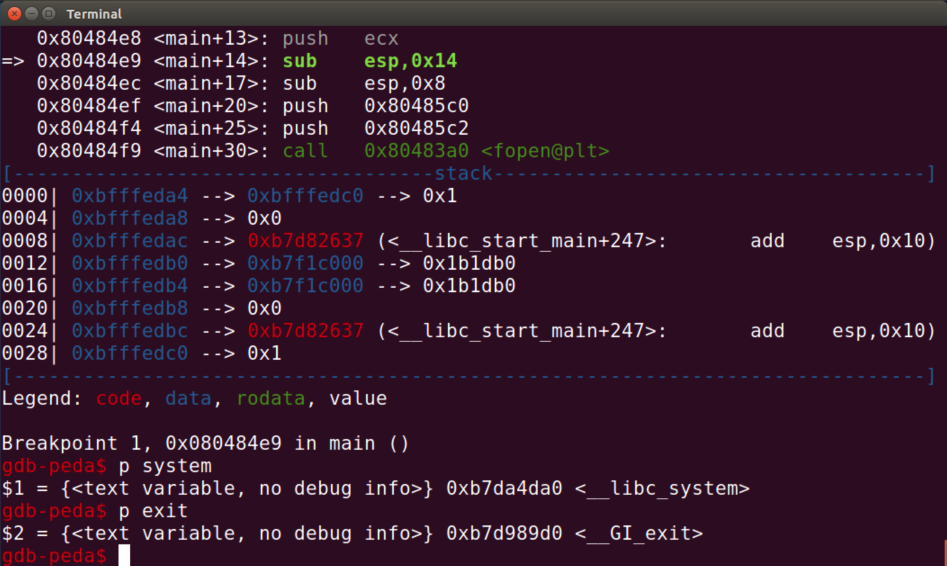 Terminal
0x80484e8 <main+13>: push ecx
=> 0x80484e9 <main+14>: sub esp,0x14
0x80484ec <main+17>: sub esp,0x8
0x80484ef <main+20>: push 0x80485c0
0x80484f4 <main+25>: push 0x80485c2
0x80484f9 <main+30>: call 0x80483a0 <fopen@plt>
[------------------------------------stack-------------------------------------]
0000| 0xbfffeda4 --> 0xbfffedc0 --> 0x1
0004| 0xbfffeda8 --> 0x0
0008| 0xbfffedac --> 0xb7d82637 (<__libc_start_main+247>: add esp,0x10)
0012| 0xbfffedb0 --> 0xb7f1c000 --> 0x1b1db0
0016| 0xbfffedb4 --> 0xb7f1c000 --> 0x1b1db0
0020| 0xbfffedb8 --> 0x0
0024| 0xbfffedbc --> 0xb7d82637 (<__libc_start_main+247>: add esp,0x10)
0028| 0xbfffedc0 --> 0x1
[------------------------------------------------------------------------------]
Legend: code, data, rodata, value
Breakpoint 1, 0x080484e9 in main ()
gdb-peda$ p system
$1 = {<text variable, no debug info>} 0xb7da4da0 <__libc_system>
gdb-peda$ p exit
$2 = {<text variable, no debug info>} 0xb7d989d0 <__GI_exit>
gdb-peda$